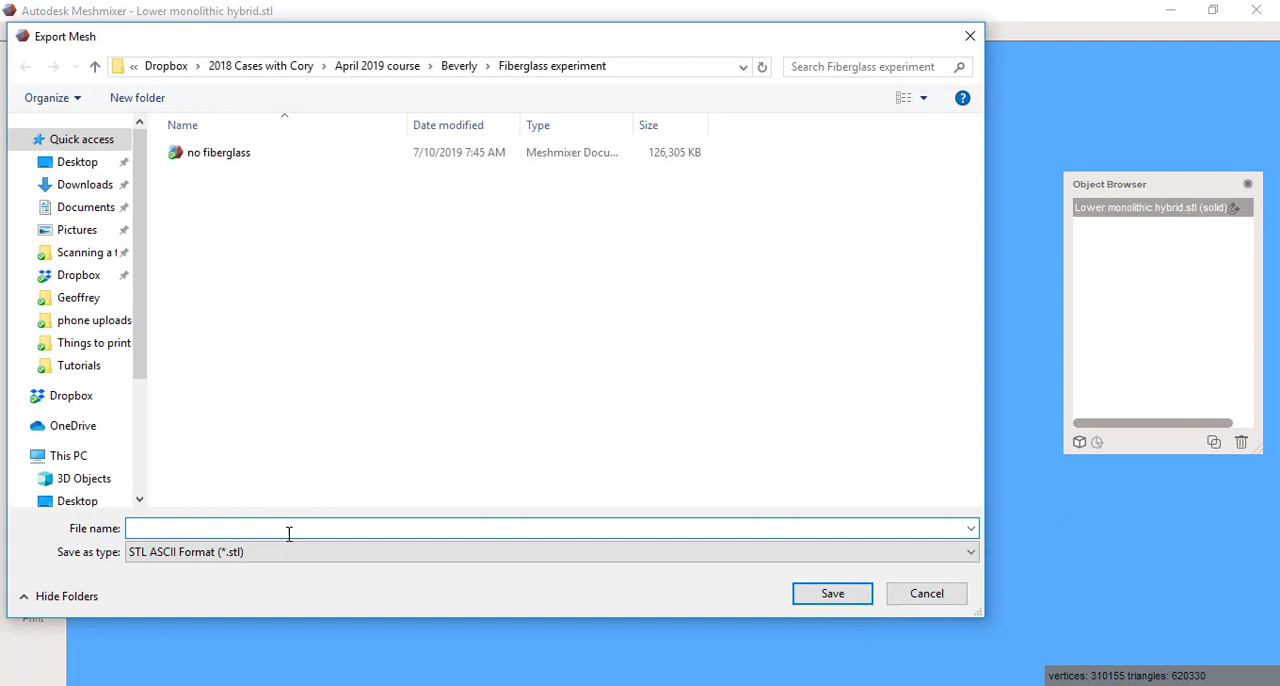 Autodesk Meshmixer - Lower monolithic hybrid.stl
Export Mesh
« Dropbox > 2018 Cases with Cory > April 2019 course > Beverly > Fiberglass experiment
Search Fiberglass experiment
Organize
New folder
Name Date modified Type Size
no fiberglass 7/10/2019 7:45 AM Meshmixer Docu... 126,305 KB
Quick access
Desktop
Downloads
Documents
Pictures
Scanning a f
Dropbox
Geoffrey
phone uploads
Things to print
Tutorials
Dropbox
OneDrive
This PC
3D Objects
Desktop
File name:
Save as type: STL ASCII Format (*.stl)
Hide Folders
Save
Cancel
Print
Object Browser
Lower monolithic hybrid.stl (solid)
vertices: 310155 triangles: 620330